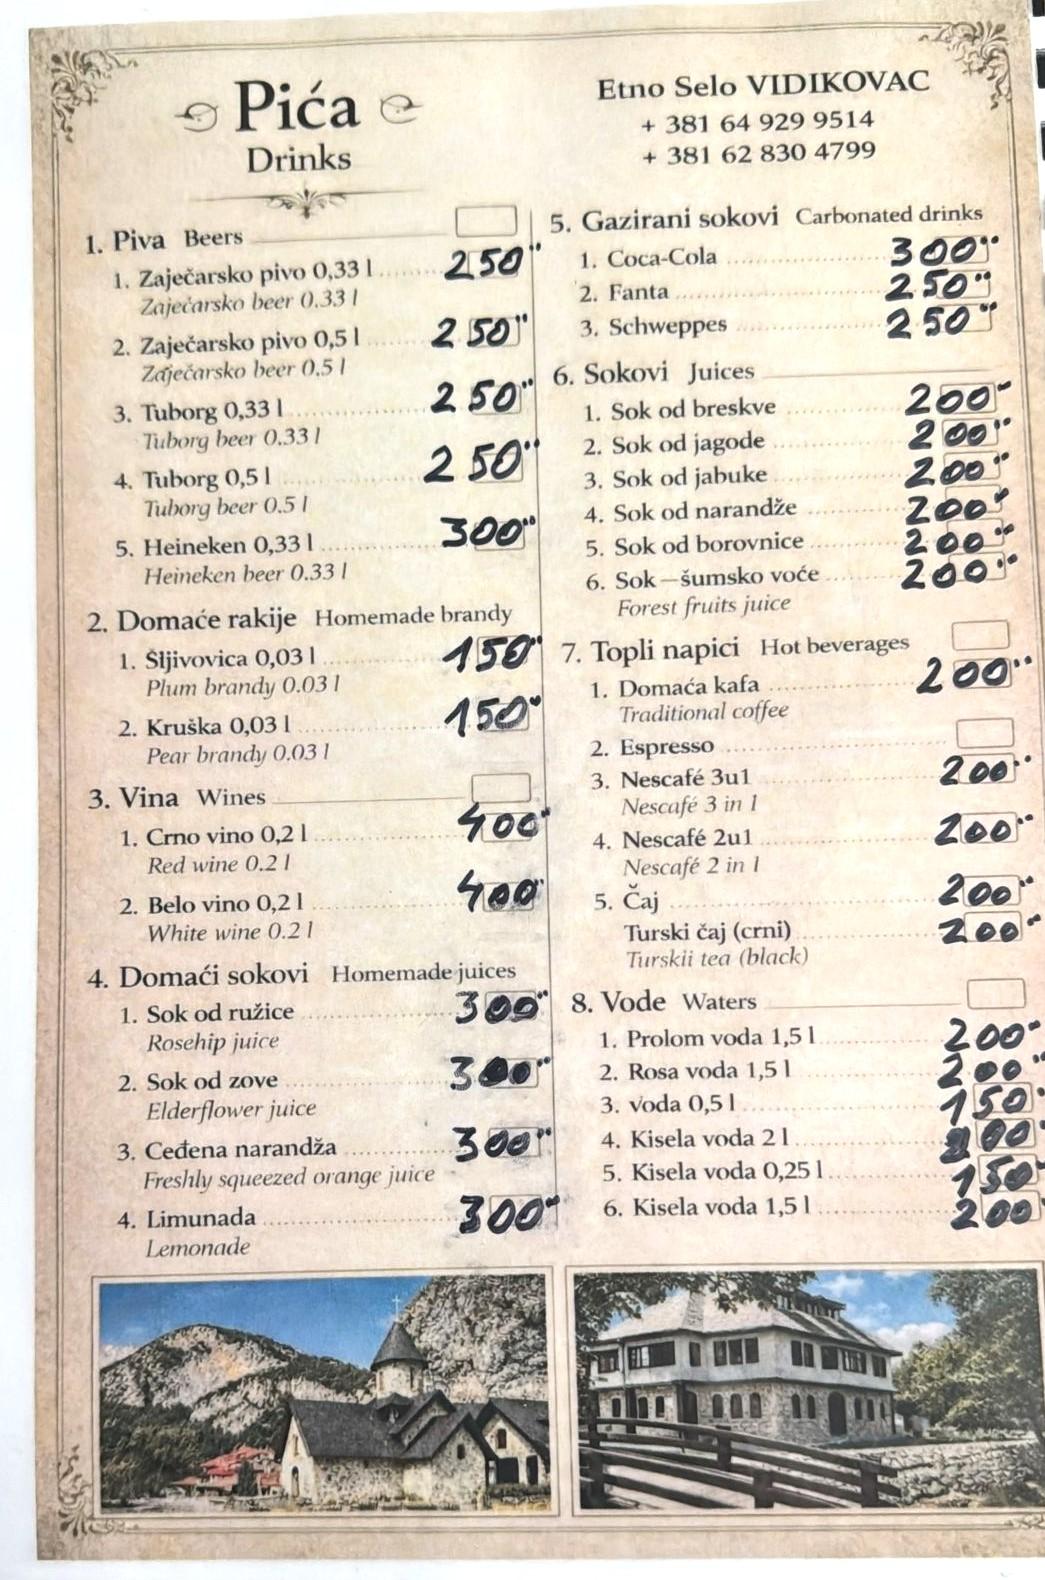 Pića
Drinks
Etno Selo VIDIKOVAC
+ 381 64 929 9514
+ 381 62 830 4799
1. Piva Beers
1. Zaječarsko pivo 0,33 l 250
Zaječarsko beer 0.33 l
2. Zaječarsko pivo 0,5 l 250
Zaječarsko beer 0.5 l
3. Tuborg 0,33 l 250
Tuborg beer 0.33 l
4. Tuborg 0,5 l 250
Tuborg beer 0.5 l
5. Heineken 0,33 l 300
Heineken beer 0.33 l
2. Domaće rakije Homemade brandy
1. Šljivovica 0,03 l 150
Plum brandy 0.03 l
2. Kruška 0,03 l 150
Pear brandy 0.03 l
3. Vina Wines
1. Crno vino 0,2 l 400
Red wine 0.2 l
2. Belo vino 0,2 l 400
White wine 0.2 l
4. Domaći sokovi Homemade juices
1. Sok od ružice 300
Rosehip juice
2. Sok od zove 300
Elderflower juice
3. Ceđena narandža 300
Freshly squeezed orange juice
4. Limunada 300
Lemonade
5. Gazirani sokovi Carbonated drinks
1. Coca-Cola 300
2. Fanta 250
3. Schweppes 250
6. Sokovi Juices
1. Sok od breskve 200
2. Sok od jagode 200
3. Sok od jabuke 200
4. Sok od narandže 200
5. Sok od borovnice 200
6. Sok – šumsko voće 200
Forest fruits juice
7. Topli napici Hot beverages
1. Domaća kafa 200
Traditional coffee
2. Espresso
3. Nescafé 3u1 200
Nescafé 3 in 1
4. Nescafé 2u1 200
Nescafé 2 in 1
5. Čaj 200
Turski čaj (crni) 200
Turskii tea (black)
8. Vode Waters
1. Prolom voda 1,5 l 200
2. Rosa voda 1,5 l 200
3. voda 0,5 l 150
4. Kisela voda 2 l
5. Kisela voda 0,25 l 150
6. Kisela voda 1,5 l 200